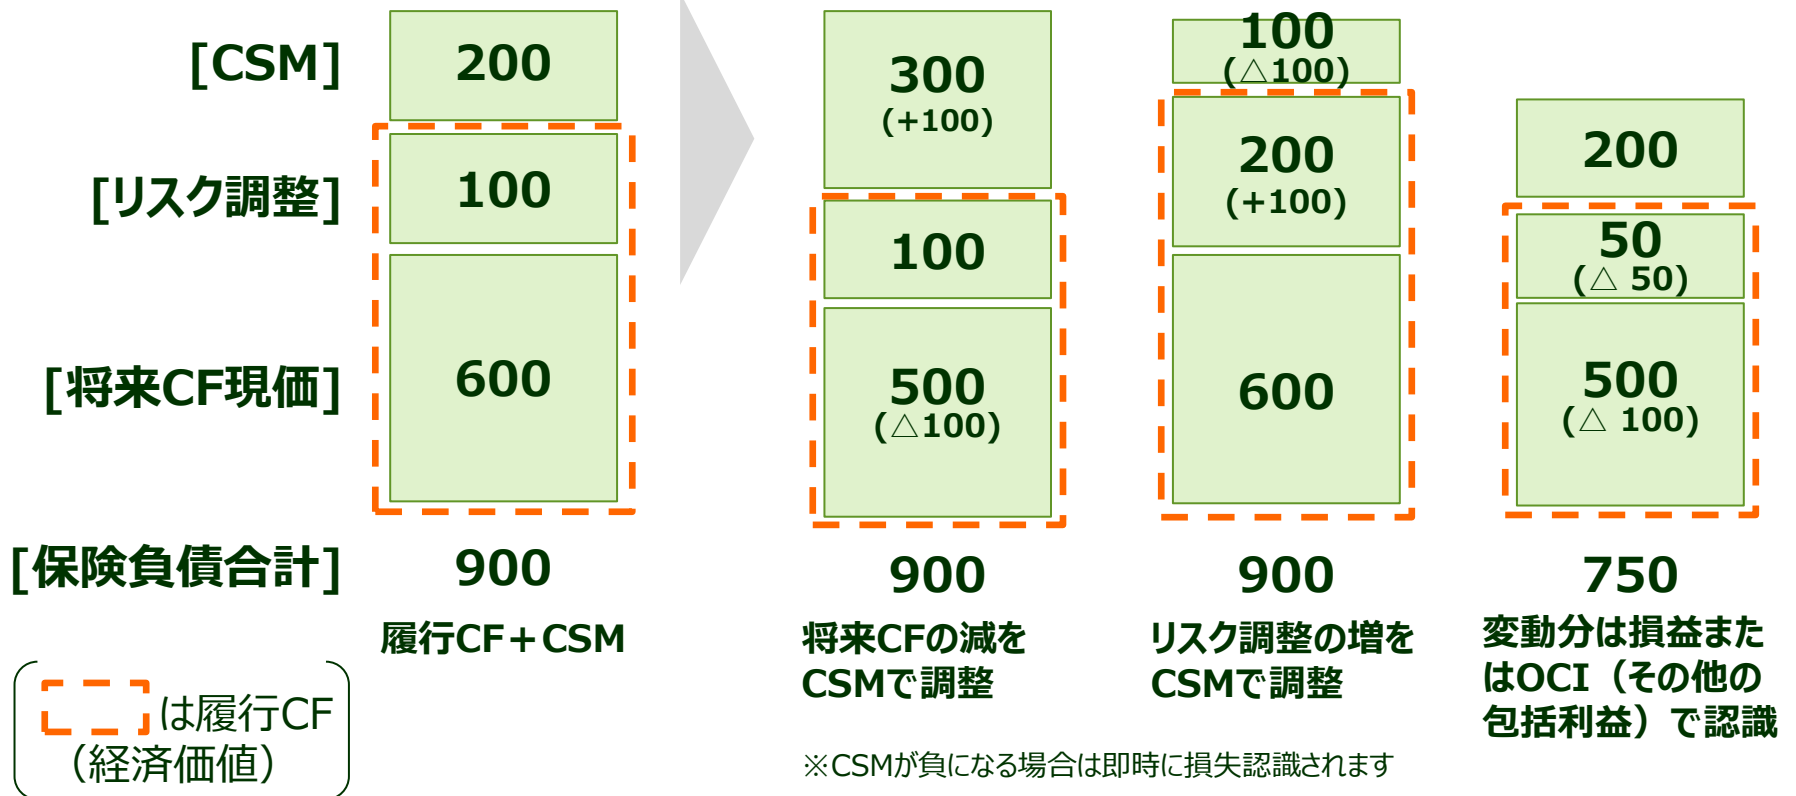 [CSM]
200
300
(+100)
100
(△100)
[リスク調整]
100
100
200
(+100)
200
50
(△ 50)
[将来CF現価]
600
500
(△100)
600
500
(△ 100)
[保険負債合計]
900
900
900
750
履行CF+CSM
将来CFの減を
CSMで調整
リスク調整の増を
CSMで調整
変動分は損益また
はOCI（その他の
包括利益）で認識
は履行CF
（経済価値）
※CSMが負になる場合は即時に損失認識されます